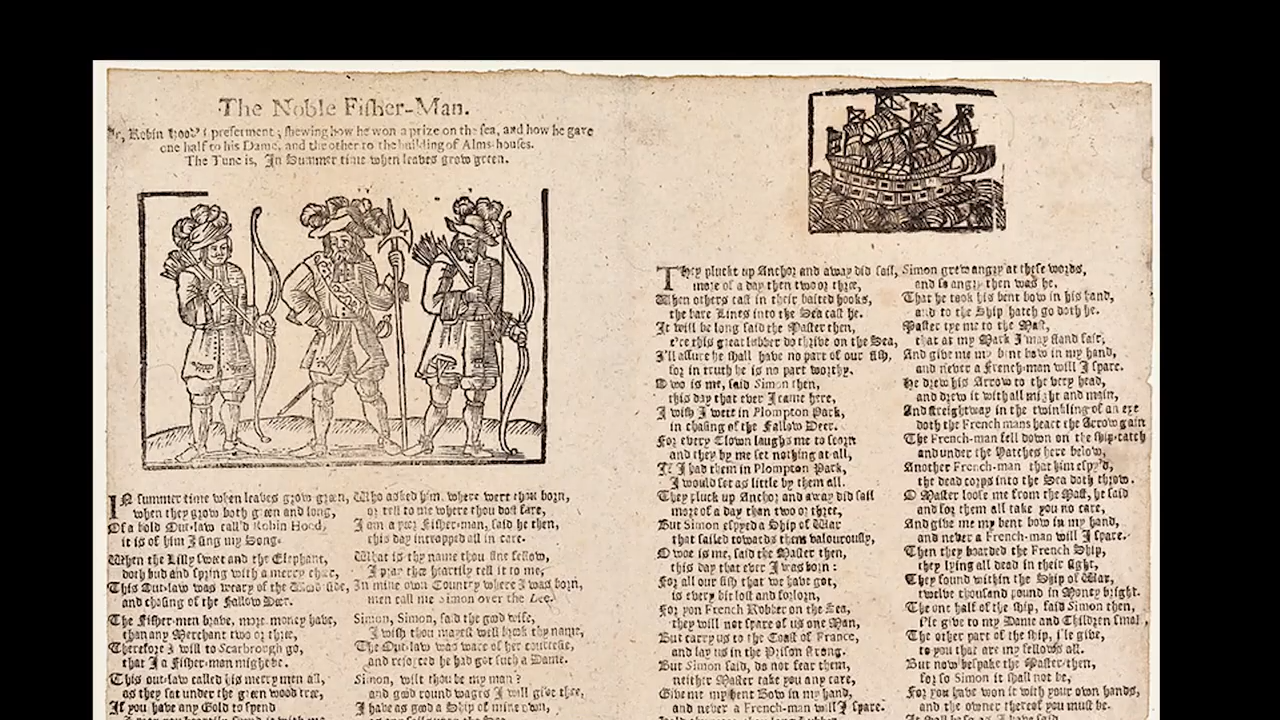 The Noble Fisher-Man.
Robin Hood's preferment; shewing how he won a prize on the sea, and how he gave
one half to his Dame, and the other to the building of Alms-houses.
The Tune is, In Summer time when leaves grow green.
IN summer time when leaves grow green,
when they grow both green and long,
Of a bold Out-law call'd Robin Hood,
it is of him I sing my Song.
When the Lilly sweet and the Elephant,
doth bud and spring with a merry
This Out-law was weary of the Wood side,
and chasing of the Fallow Deer.
The Fisher-men brave, more money have,
than any Merchant two or three,
Therefore I will to Scarbrough go,
that I a Fisher-man might be.
This out-law called his merry men all,
as they sat under the green wood tree,
If you have any Gold to spend
Who asked him, where wert thou born,
or tell to me where thou dost fare,
I am a poor Fisher-man, said he then,
this day intrapped all in care.
What is thy name thou fine fellow,
I pray thee heartily tell it to me,
In mine own Country where I was born,
men call me Simon over the Lee.
Simon, Simon, said the good wife,
I wish thou mayest well brook thy name,
The Out-law was ware of her courtesie,
and rejoyced he had got such a Dame.
Simon, wilt thou be my man?
and good round wages I will give thee,
I have as good a Ship of mine own,
THey pluckt up Anchor and away did sail,
more of a day then two or three,
When others cast in their baited hooks,
the bare Lines into the Sea cast he.
It will be long said the Master then,
e're this great lubber do thrive on the Sea,
I'll assure he shall have no part of our fish,
for in truth he is no part worthy.
O woe is me, said Simon then,
this day that ever I came here,
I wish I were in Plompton Park,
in chasing of the Fallow Deer.
For every Clown laughs me to scorn
and they by me set nothing at all,
If I had them in Plompton Park,
I would set as little by them all.
They pluck up Anchor and away did sail
more of a day than two or three,
But Simon espyed a Ship of War
that sailed towards them valourously,
O woe is me, said the Master then,
this day that ever I was born:
For all our fish that we have got,
is every bit lost and forlorn,
For yon French Robber on the Sea,
they will not spare of us one Man,
But carry us to the Coast of France,
and lay us in the Prison strong.
But Simon said, do not fear them,
neither Master take you any care,
Give me my bent Bow in my hand,
and never a French-man will I spare.
Simon grew angry at these words,
and so angry then was he.
That he took his bent bow in his hand,
and to the Ship hatch go doth he.
Master tye me to the Mast,
that at my Mark I may stand fair,
And give me my bent bow in my hand,
and never a French-man will I spare.
He drew his Arrow to the very head,
and drew it with all might and main,
And streightway in the twinkling of an eye
doth the French mans heart the Arrow gain
The French-man fell down on the ship-hatch
and under the Hatches here below,
Another French-man that him espy'd,
the dead corps into the Sea doth throw.
O Master loose me from the Mast, he said
and for them all take you no care,
And give me my bent bow in my hand,
and never a French-man will I spare.
Then they boarded the French Ship,
they lying all dead in their sight,
They found within the Ship of War,
twelve thousand pound in Money bright.
The one half of the ship, said Simon then,
i'le give to my Dame and Children small,
The other part of the ship, i'le give,
to you that are my fellows all.
But now bespake the Master then,
for so Simon it shall not be,
For you have won it with your own hands,
and the owner thereof you must be.